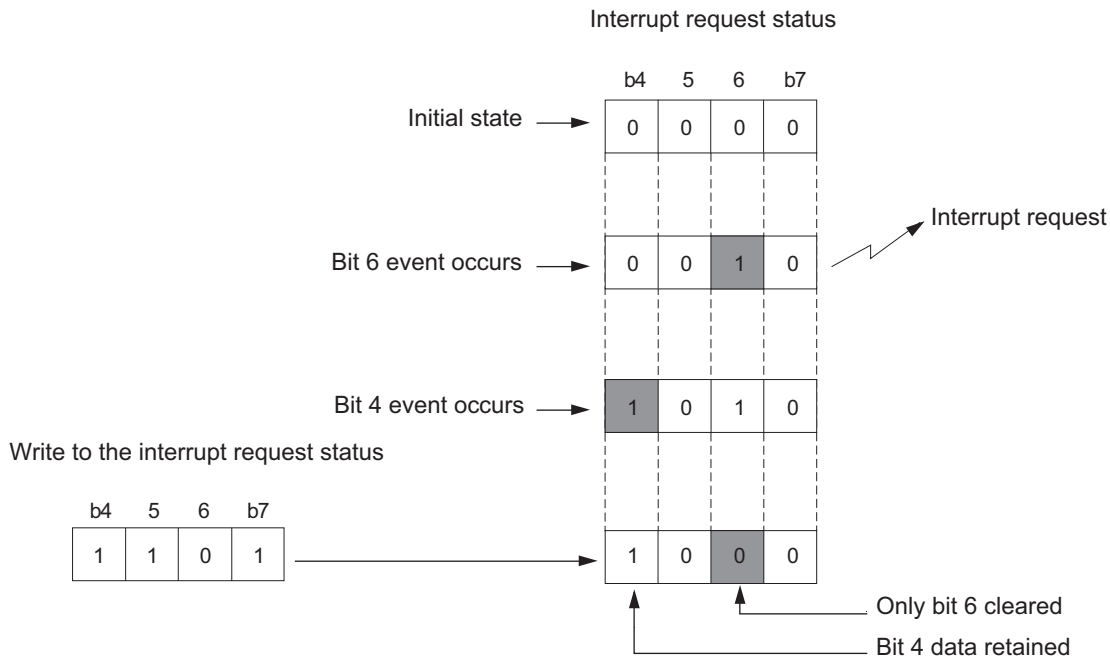 Interrupt request status
b4 5 6 b7
Initial state
0 0 0 0
Interrupt request
Bit 6 event occurs
0 0 1 0
Bit 4 event occurs
1 0 1 0
Write to the interrupt request status
b4 5 6 b7
1 1 0 1
1 0 0 0
Only bit 6 cleared
Bit 4 data retained